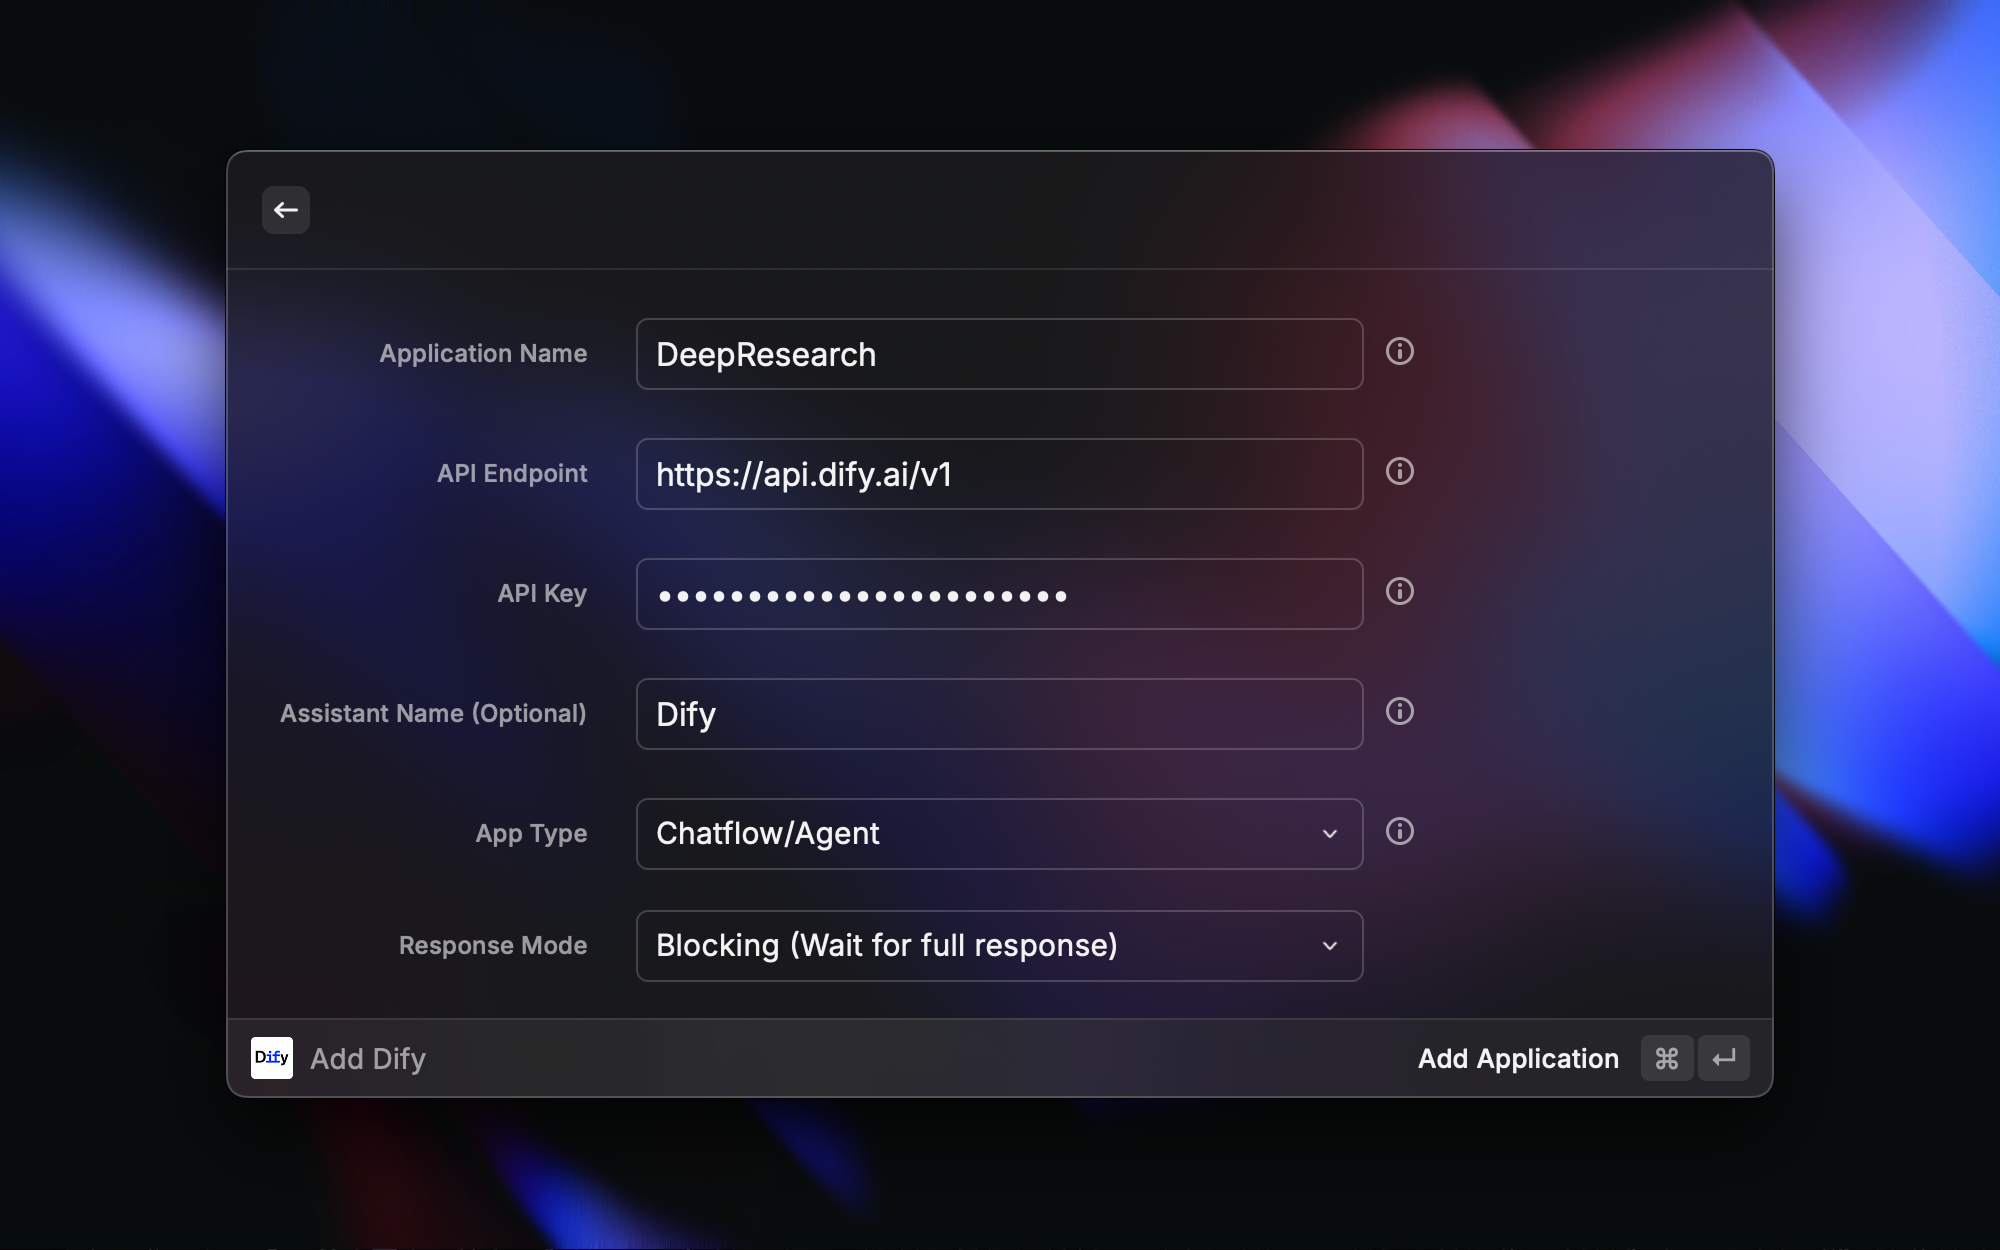 Application Name
DeepResearch
API Endpoint
https://api.dify.ai/v1
API Key
•••••••••••••••••••••••
Assistant Name (Optional)
Dify
App Type
Chatflow/Agent
Response Mode
Blocking (Wait for full response)
Dify
Add Dify
Add Application ⌘ ↵